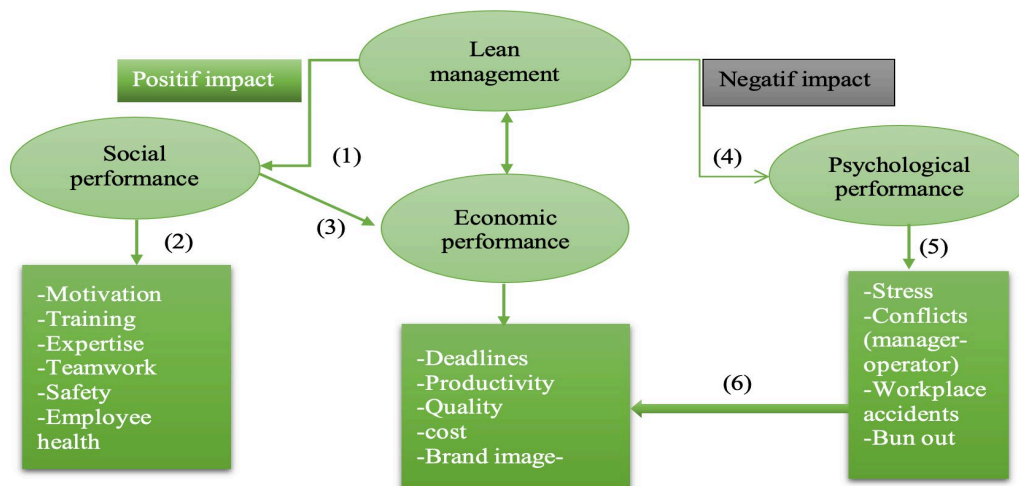 Lean
management
Positif impact
Negatif impact
(1)
(4)
Social
performance
Psychological
performance
(3)
Economic
performance
(2)
(5)
-Motivation
-Training
-Expertise
-Teamwork
-Safety
-Employee
health
-Deadlines
-Productivity
-Quality
-cost
-Brand image-
(6)
-Stress
-Conflicts
(manager-
operator)
-Workplace
accidents
-Bun out